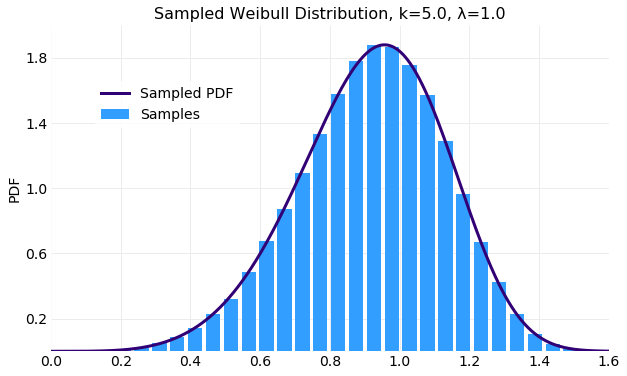 Sampled Weibull Distribution, k=5.0, λ=1.0
1.8
1.4
1.0
0.6
0.2
PDF
Sampled PDF
Samples
0.0 0.2 0.4 0.6 0.8 1.0 1.2 1.4 1.6